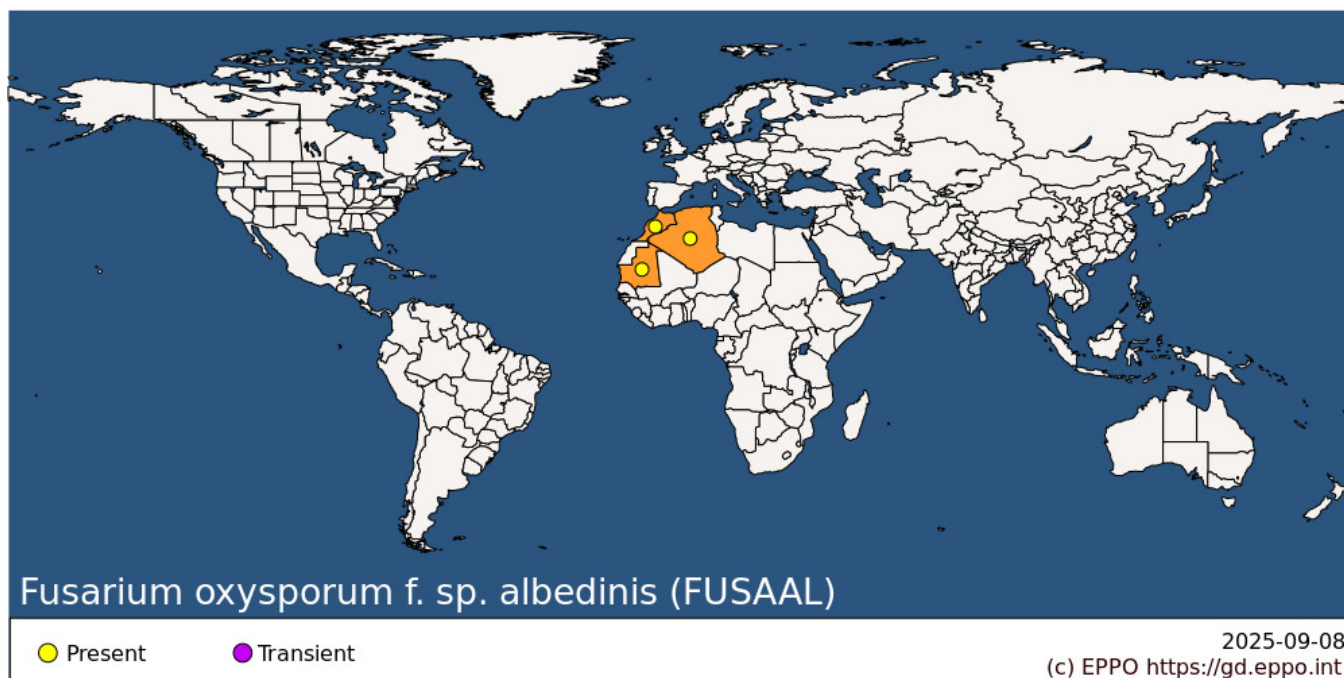 Fusarium oxysporum f. sp. albedinis (FUSAAL)
Present
Transient
2025-09-08
(c) EPPO https://gd.eppo.int